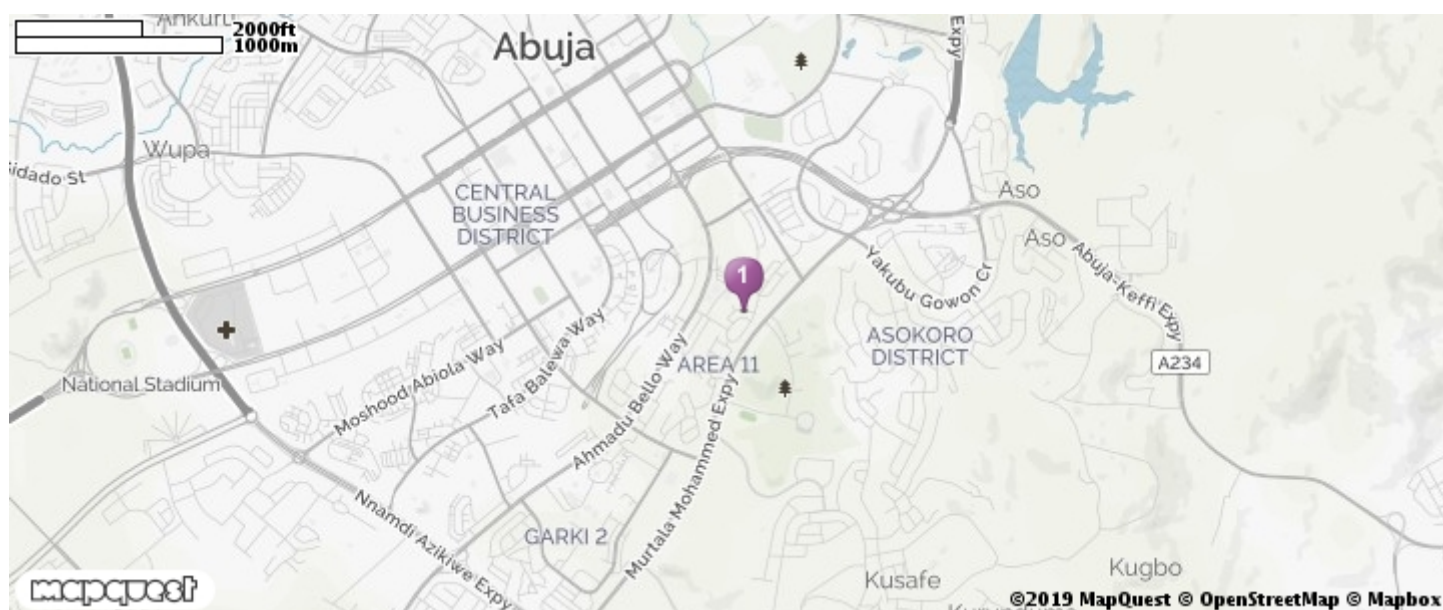 Ankuru
2000ft
1000m
Abuja
Expy
Wupa
Bidado St
CENTRAL
BUSINESS
DISTRICT
Aso
Aso
Abuja-Keffi Expy
Yakubu Gowon Cr
1
ASOKORO
DISTRICT
A234
AREA 11
National Stadium
Moshood Abiola Way
Tafa Balewa Way
Ahmadu Bello Way
Murtala Mohammed Expy
Nnamdi Azikiwe Expy
GARKI 2
Kusafe
Kugbo
mapquest
©2019 MapQuest © OpenStreetMap © Mapbox